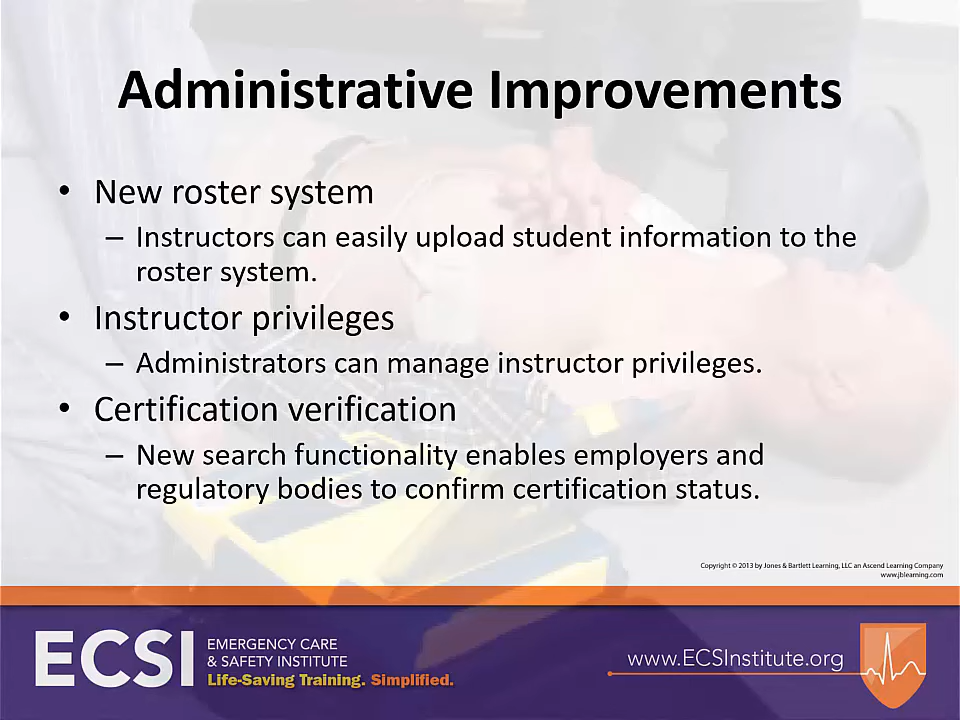 Administrative Improvements
• New roster system
– Instructors can easily upload student information to the
roster system.
• Instructor privileges
– Administrators can manage instructor privileges.
• Certification verification
– New search functionality enables employers and
regulatory bodies to confirm certification status.
Copyright © 2013 by Jones & Bartlett Learning, LLC an Ascend Learning Company
www.jblearning.com
ECSI
EMERGENCY CARE
& SAFETY INSTITUTE
Life-Saving Training. Simplified.
www.ECSInstitute.org